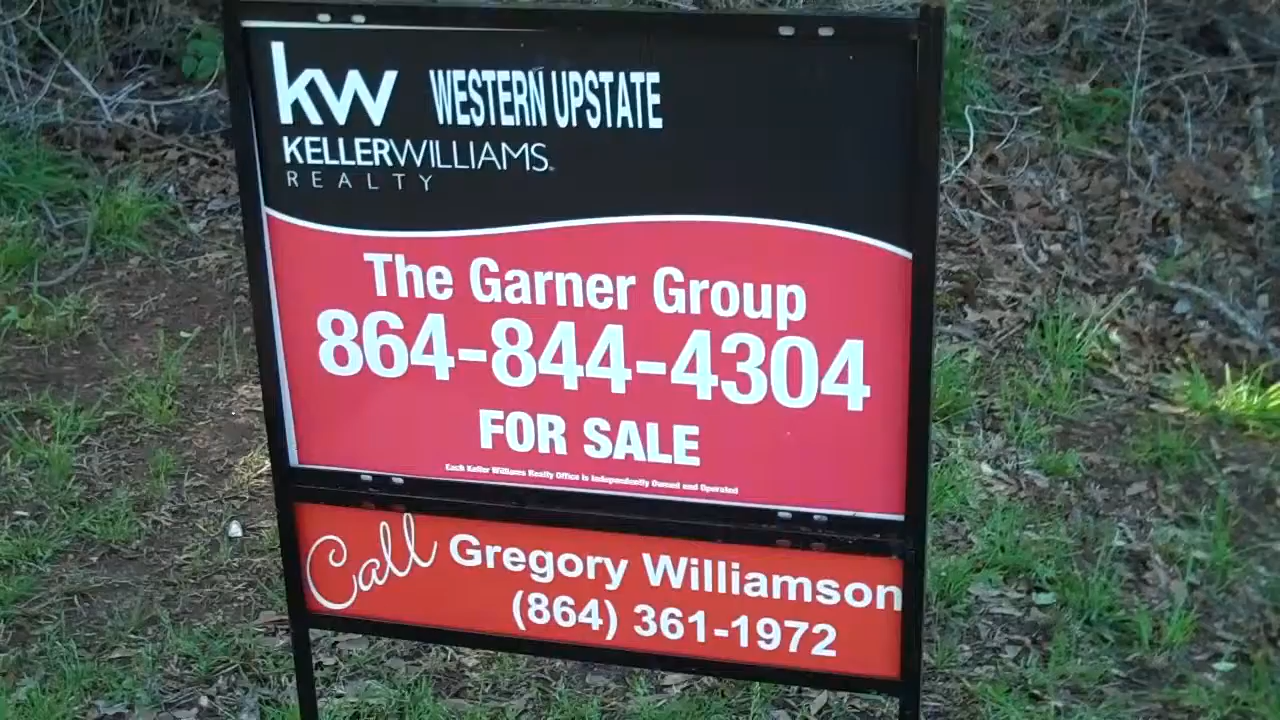 kw WESTERN UPSTATE
KELLERWILLIAMS.
REALTY
The Garner Group
864-844-4304
FOR SALE
Each Keller Williams Realty Office is Independently Owned and Operated
Call Gregory Williamson
(864) 361-1972